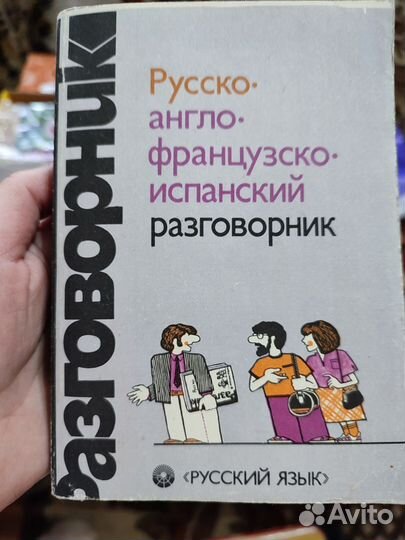 Разговорник
Русско-
англо-
французско-
испанский
разговорник
«РУССКИЙ ЯЗЫК»
Avito